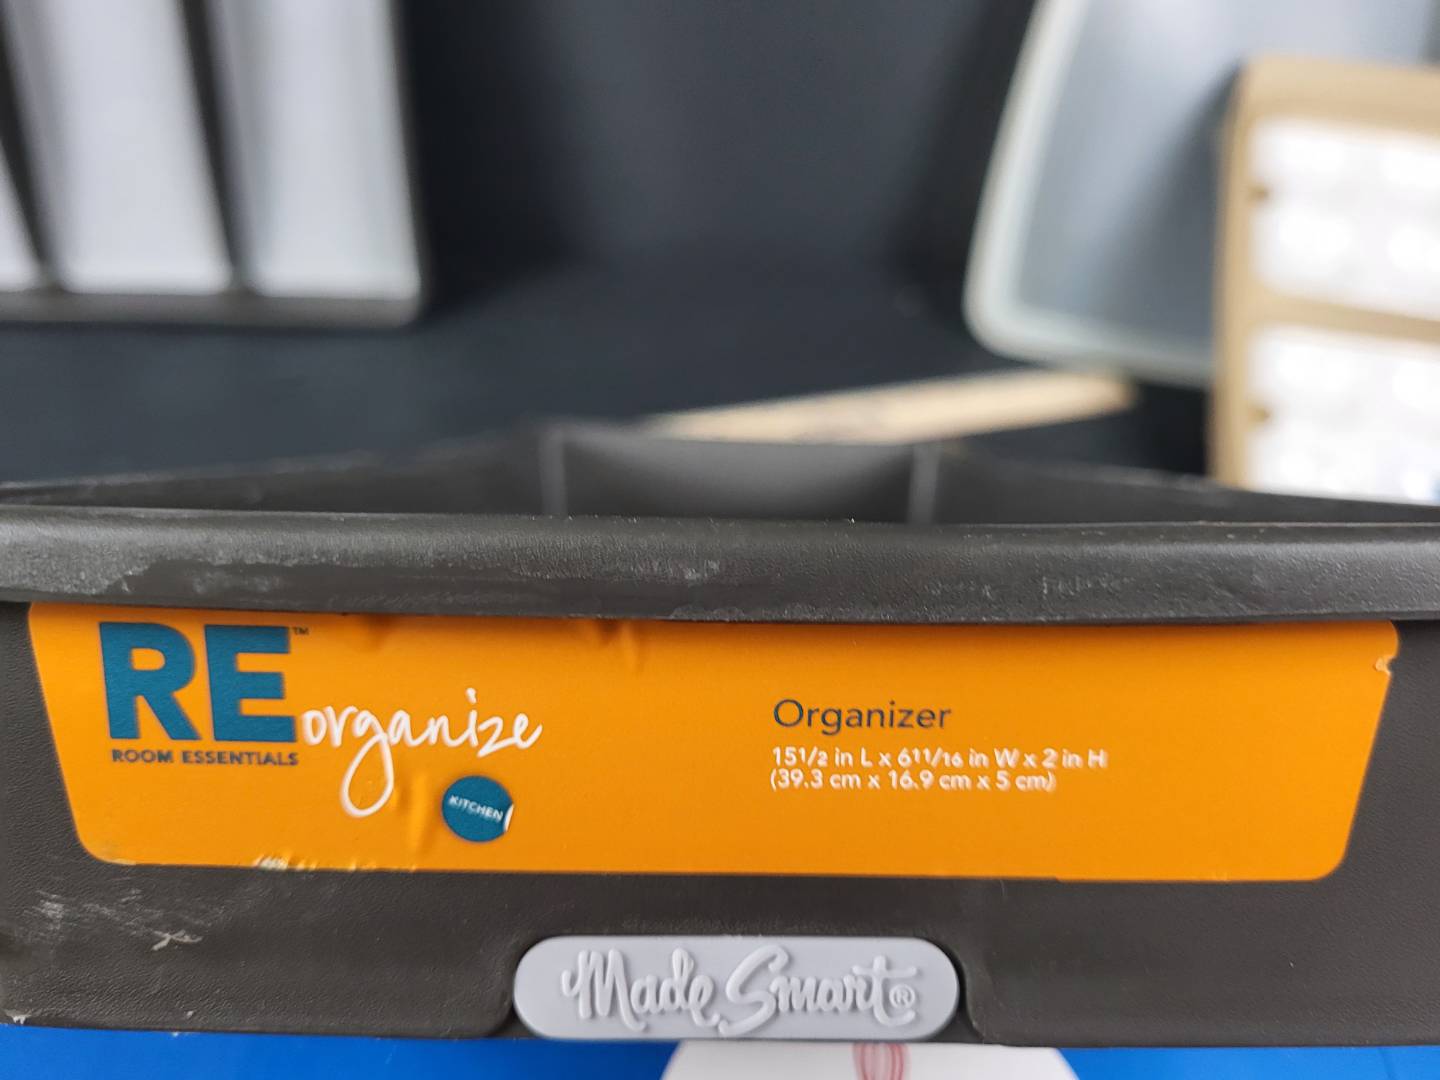 RE™
organize
ROOM ESSENTIALS
KITCHEN
Organizer
15 1/2 in L x 6 11/16 in W x 2 in H
(39.3 cm x 16.9 cm x 5 cm)
Made Smart®